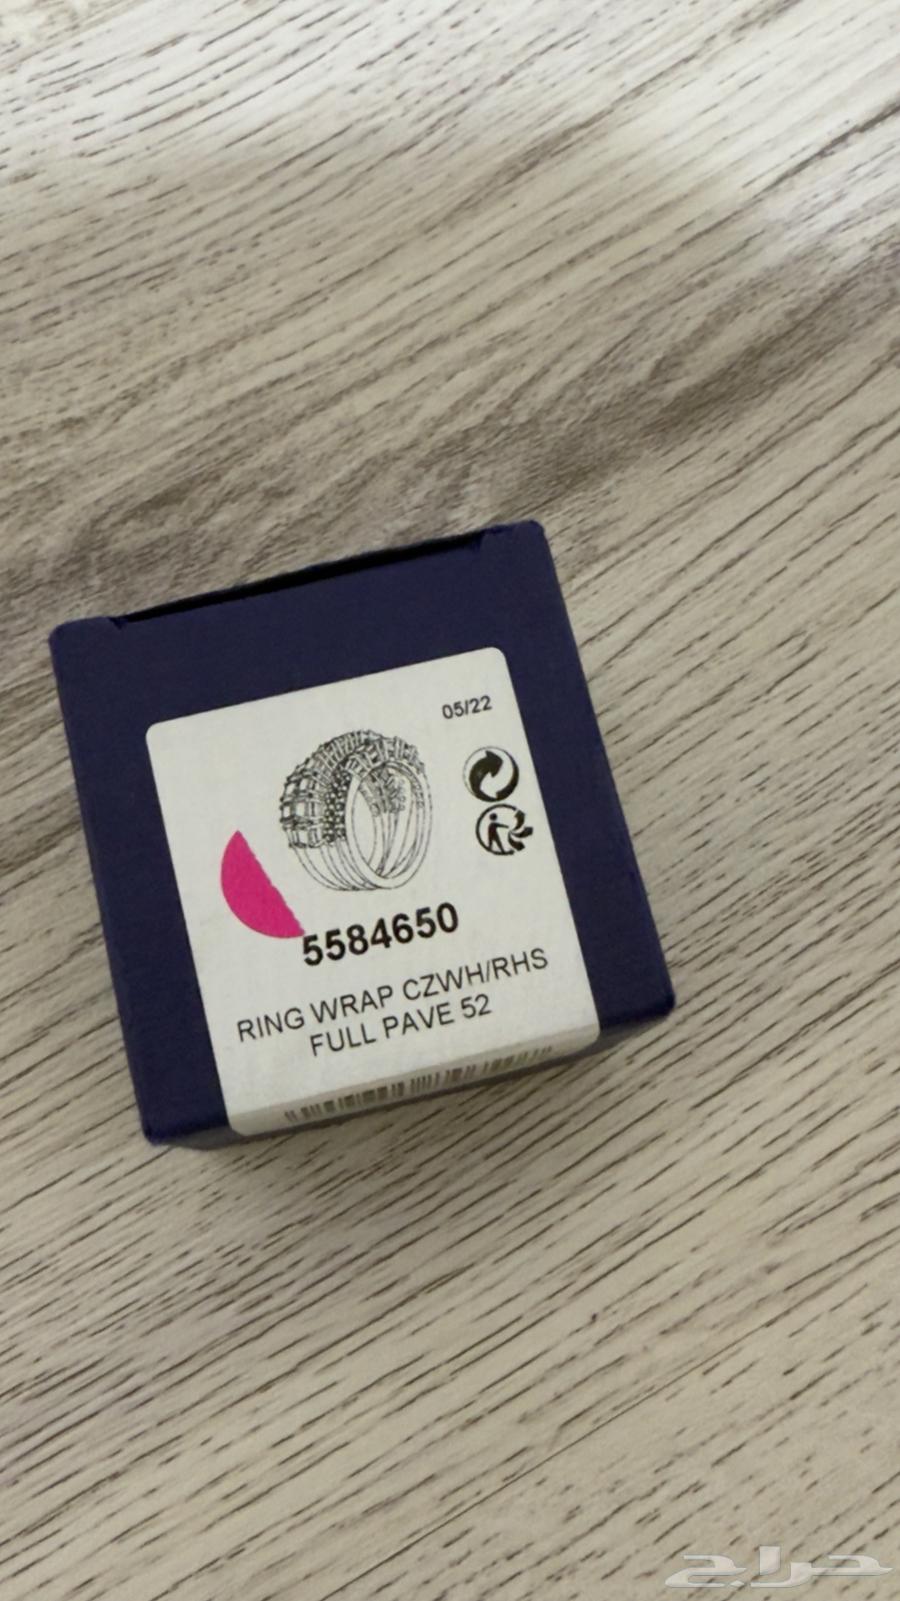 05/22
5584650
RING WRAP CZWH/RHS
FULL PAVE 52
حراج